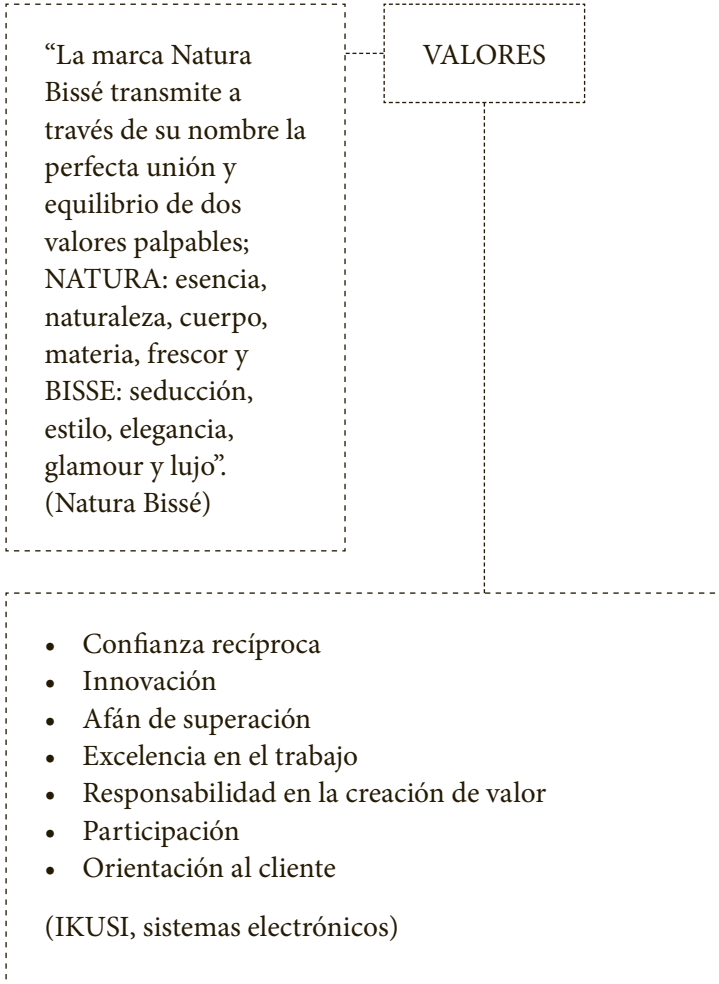 “La marca Natura
Bissé transmite a
través de su nombre la
perfecta unión y
equilibrio de dos
valores palpables;
NATURA: esencia,
naturaleza, cuerpo,
materia, frescor y
BISSE: seducción,
estilo, elegancia,
glamour y lujo”.
(Natura Bissé)
VALORES
• Confianza recíproca
• Innovación
• Afán de superación
• Excelencia en el trabajo
• Responsabilidad en la creación de valor
• Participación
• Orientación al cliente
(IKUSI, sistemas electrónicos)